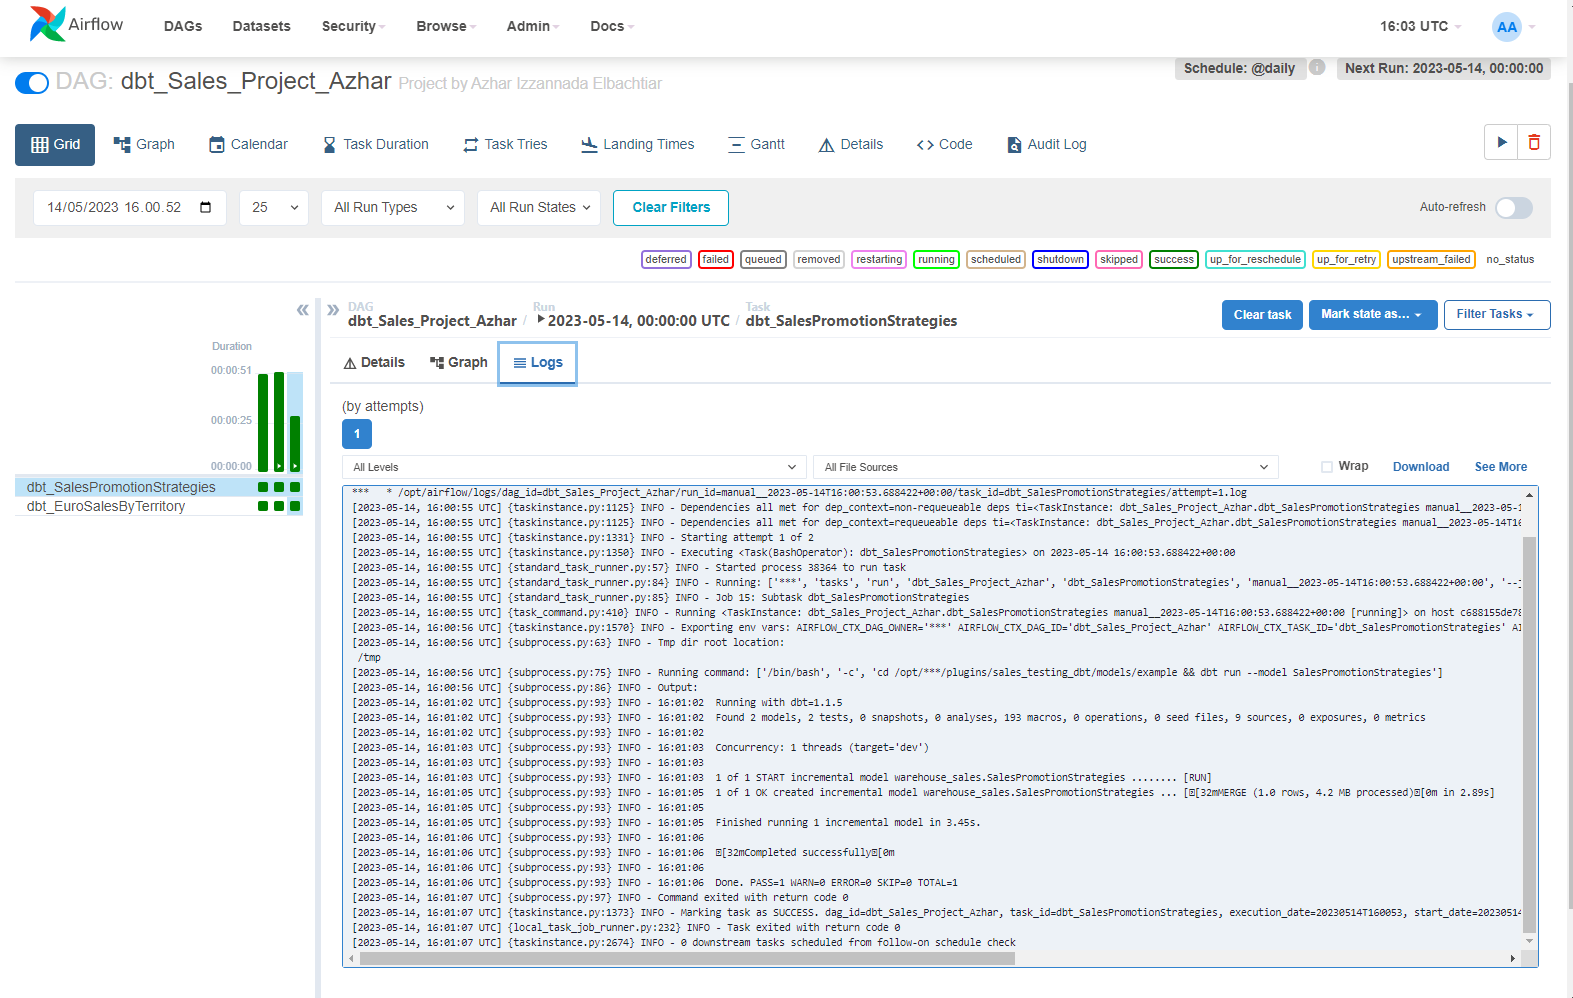 Airflow DAGs Datasets Security Browse Admin Docs 16:03 UTC AA
DAG: dbt_Sales_Project_Azhar Project by Azhar Izzannada Elbachtiar Schedule: @daily i Next Run: 2023-05-14, 00:00:00
Grid Graph Calendar Task Duration Task Tries Landing Times Gantt Details Code Audit Log
14/05/2023 16.00.52 25 All Run Types All Run States Clear Filters Auto-refresh
deferred failed queued removed restarting running scheduled shutdown skipped success up_for_reschedule up_for_retry upstream_failed no_status
DAG Run Task
dbt_Sales_Project_Azhar / 2023-05-14, 00:00:00 UTC / dbt_SalesPromotionStrategies Clear task Mark state as... Filter Tasks
Duration
00:00:51
00:00:25
00:00:00
dbt_SalesPromotionStrategies
dbt_EuroSalesByTerritory
Details Graph Logs
(by attempts)
1
All Levels All File Sources Wrap Download See More
*** * /opt/airflow/logs/dag_id=dbt_Sales_Project_Azhar/run_id=manual__2023-05-14T16:00:53.688422+00:00/task_id=dbt_SalesPromotionStrategies/attempt=1.log
[2023-05-14, 16:00:55 UTC] {taskinstance.py:1125} INFO - Dependencies all met for dep_context=non-requeueable deps ti=<TaskInstance: dbt_Sales_Project_Azhar.dbt_SalesPromotionStrategies manual__2023-05-1
[2023-05-14, 16:00:55 UTC] {taskinstance.py:1125} INFO - Dependencies all met for dep_context=requeueable deps ti=<TaskInstance: dbt_Sales_Project_Azhar.dbt_SalesPromotionStrategies manual__2023-05-14T16
[2023-05-14, 16:00:55 UTC] {taskinstance.py:1331} INFO - Starting attempt 1 of 2
[2023-05-14, 16:00:55 UTC] {taskinstance.py:1350} INFO - Executing <Task(BashOperator): dbt_SalesPromotionStrategies> on 2023-05-14 16:00:53.688422+00:00
[2023-05-14, 16:00:55 UTC] {standard_task_runner.py:57} INFO - Started process 38364 to run task
[2023-05-14, 16:00:55 UTC] {standard_task_runner.py:84} INFO - Running: ['***', 'tasks', 'run', 'dbt_Sales_Project_Azhar', 'dbt_SalesPromotionStrategies', 'manual__2023-05-14T16:00:53.688422+00:00', '--j
[2023-05-14, 16:00:55 UTC] {standard_task_runner.py:85} INFO - Job 15: Subtask dbt_SalesPromotionStrategies
[2023-05-14, 16:00:55 UTC] {task_command.py:410} INFO - Running <TaskInstance: dbt_Sales_Project_Azhar.dbt_SalesPromotionStrategies manual__2023-05-14T16:00:53.688422+00:00 [running]> on host c688155de78
[2023-05-14, 16:00:56 UTC] {taskinstance.py:1570} INFO - Exporting env vars: AIRFLOW_CTX_DAG_OWNER='***' AIRFLOW_CTX_DAG_ID='dbt_Sales_Project_Azhar' AIRFLOW_CTX_TASK_ID='dbt_SalesPromotionStrategies' AI
[2023-05-14, 16:00:56 UTC] {subprocess.py:63} INFO - Tmp dir root location:
/tmp
[2023-05-14, 16:00:56 UTC] {subprocess.py:75} INFO - Running command: ['/bin/bash', '-c', 'cd /opt/***/plugins/sales_testing_dbt/models/example && dbt run --model SalesPromotionStrategies']
[2023-05-14, 16:00:56 UTC] {subprocess.py:86} INFO - Output:
[2023-05-14, 16:01:02 UTC] {subprocess.py:93} INFO - 16:01:02 Running with dbt=1.1.5
[2023-05-14, 16:01:02 UTC] {subprocess.py:93} INFO - 16:01:02 Found 2 models, 2 tests, 0 snapshots, 0 analyses, 193 macros, 0 operations, 0 seed files, 9 sources, 0 exposures, 0 metrics
[2023-05-14, 16:01:02 UTC] {subprocess.py:93} INFO - 16:01:02
[2023-05-14, 16:01:03 UTC] {subprocess.py:93} INFO - 16:01:03 Concurrency: 1 threads (target='dev')
[2023-05-14, 16:01:03 UTC] {subprocess.py:93} INFO - 16:01:03
[2023-05-14, 16:01:03 UTC] {subprocess.py:93} INFO - 16:01:03 1 of 1 START incremental model warehouse_sales.SalesPromotionStrategies ........ [RUN]
[2023-05-14, 16:01:05 UTC] {subprocess.py:93} INFO - 16:01:05 1 of 1 OK created incremental model warehouse_sales.SalesPromotionStrategies ... [[32mMERGE (1.0 rows, 4.2 MB processed)[0m in 2.89s]
[2023-05-14, 16:01:05 UTC] {subprocess.py:93} INFO - 16:01:05
[2023-05-14, 16:01:05 UTC] {subprocess.py:93} INFO - 16:01:05 Finished running 1 incremental model in 3.45s.
[2023-05-14, 16:01:06 UTC] {subprocess.py:93} INFO - 16:01:06
[2023-05-14, 16:01:06 UTC] {subprocess.py:93} INFO - 16:01:06 [32mCompleted successfully[0m
[2023-05-14, 16:01:06 UTC] {subprocess.py:93} INFO - 16:01:06
[2023-05-14, 16:01:06 UTC] {subprocess.py:93} INFO - 16:01:06 Done. PASS=1 WARN=0 ERROR=0 SKIP=0 TOTAL=1
[2023-05-14, 16:01:07 UTC] {subprocess.py:97} INFO - Command exited with return code 0
[2023-05-14, 16:01:07 UTC] {taskinstance.py:1373} INFO - Marking task as SUCCESS. dag_id=dbt_Sales_Project_Azhar, task_id=dbt_SalesPromotionStrategies, execution_date=20230514T160053, start_date=20230514
[2023-05-14, 16:01:07 UTC] {local_task_job_runner.py:232} INFO - Task exited with return code 0
[2023-05-14, 16:01:07 UTC] {taskinstance.py:2674} INFO - 0 downstream tasks scheduled from follow-on schedule check